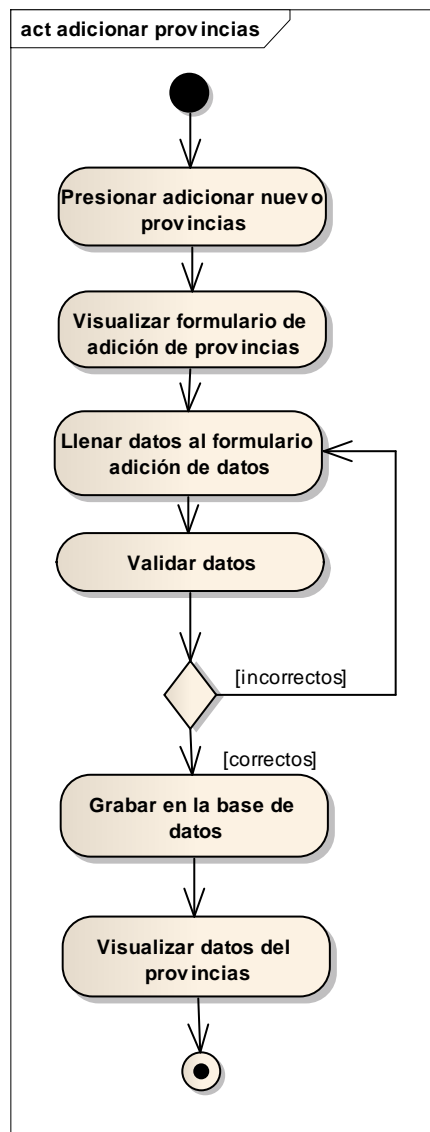 act adicionar provincias
Presionar adicionar nuevo
provincias
Visualizar formulario de
adición de provincias
Llenar datos al formulario
adición de datos
Validar datos
[incorrectos]
[correctos]
Grabar en la base de
datos
Visualizar datos del
provincias